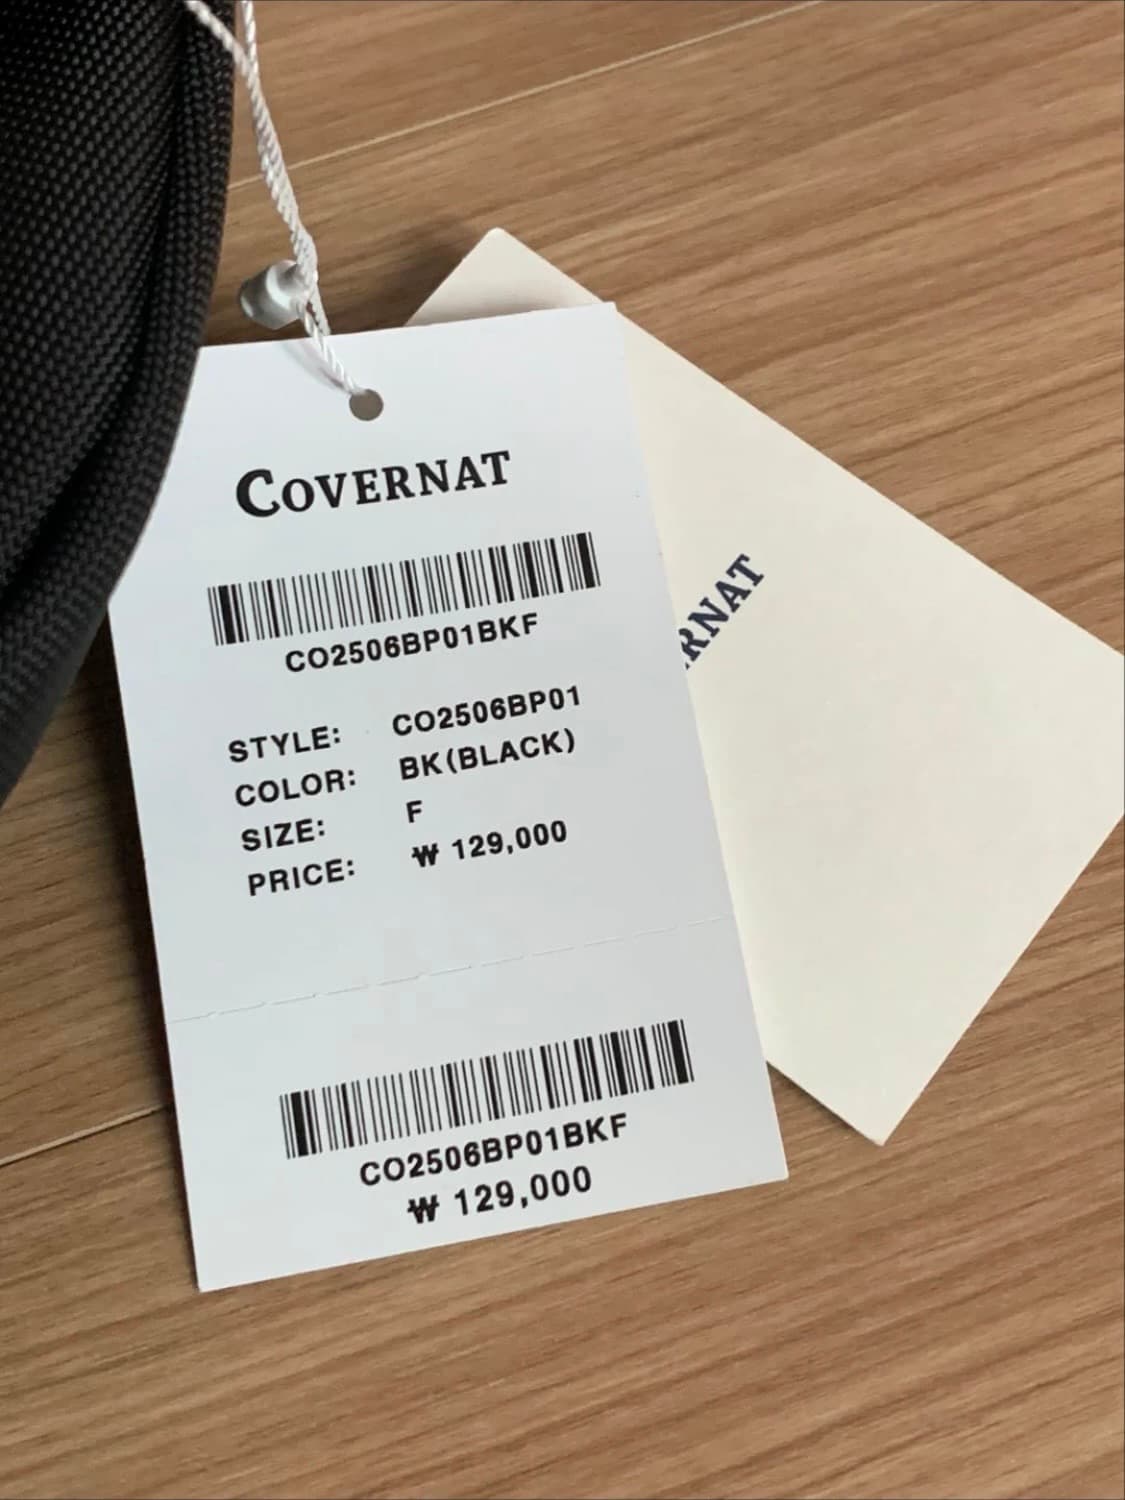 COVERNAT
CO2506BP01BKF
STYLE: CO2506BP01
COLOR: BK(BLACK)
SIZE: F
PRICE: ₩ 129,000
CO2506BP01BKF
₩ 129,000
RNAT